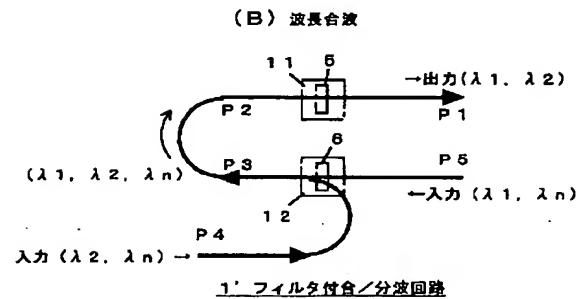 (B) 波長合波
11
5
→出力(λ1, λ2)
P2
P1
6
P3
P5
(λ1, λ2, λn)
←入力(λ1, λn)
12
P4
入力(λ2, λn)→
1' フィルタ付合/分波回路